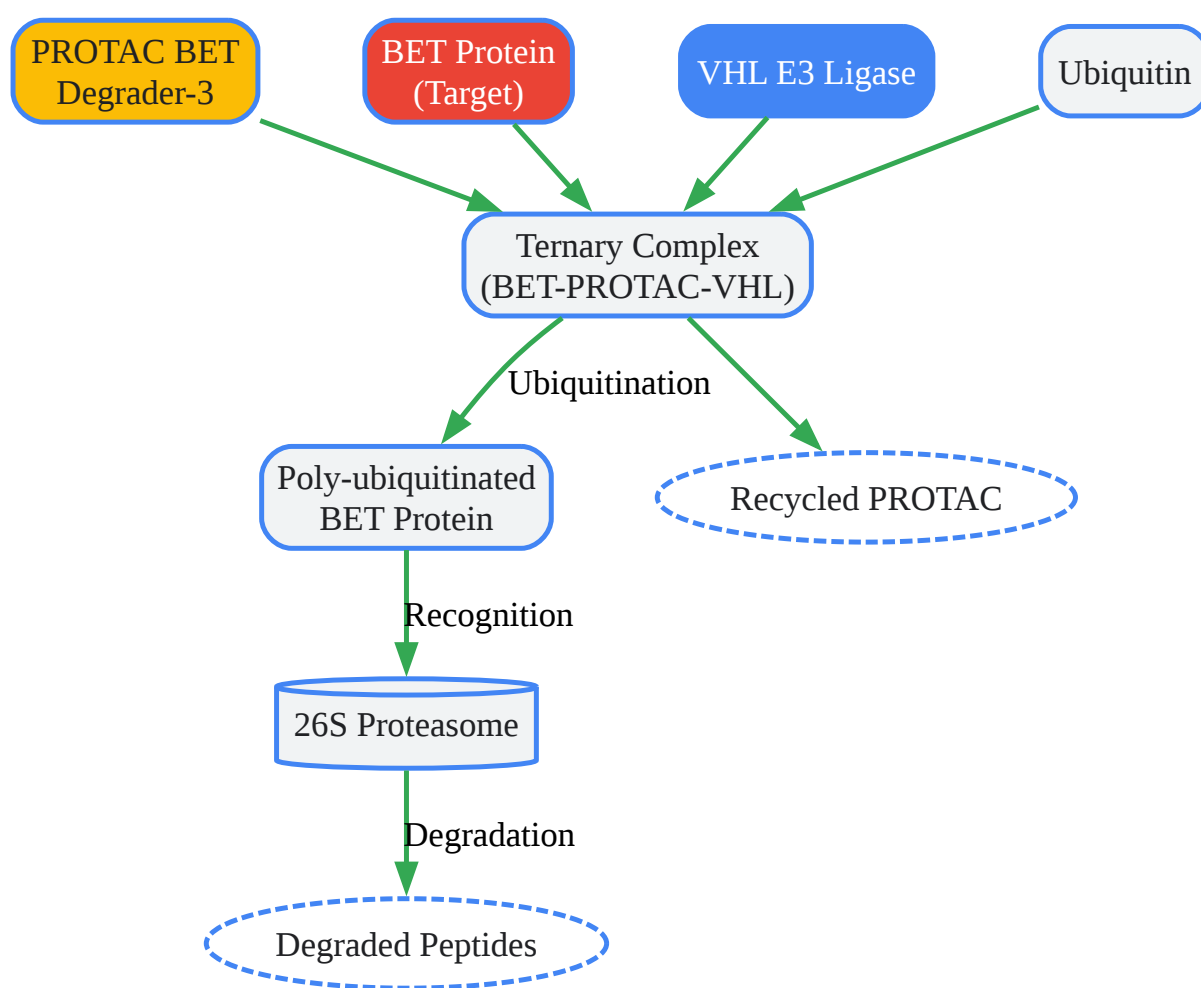 PROTAC BET
Degrader-3
BET Protein
(Target)
VHL E3 Ligase
Ubiquitin
Ternary Complex
(BET-PROTAC-VHL)
Ubiquitination
Poly-ubiquitinated
BET Protein
Recycled PROTAC
Recognition
26S Proteasome
Degradation
Degraded Peptides